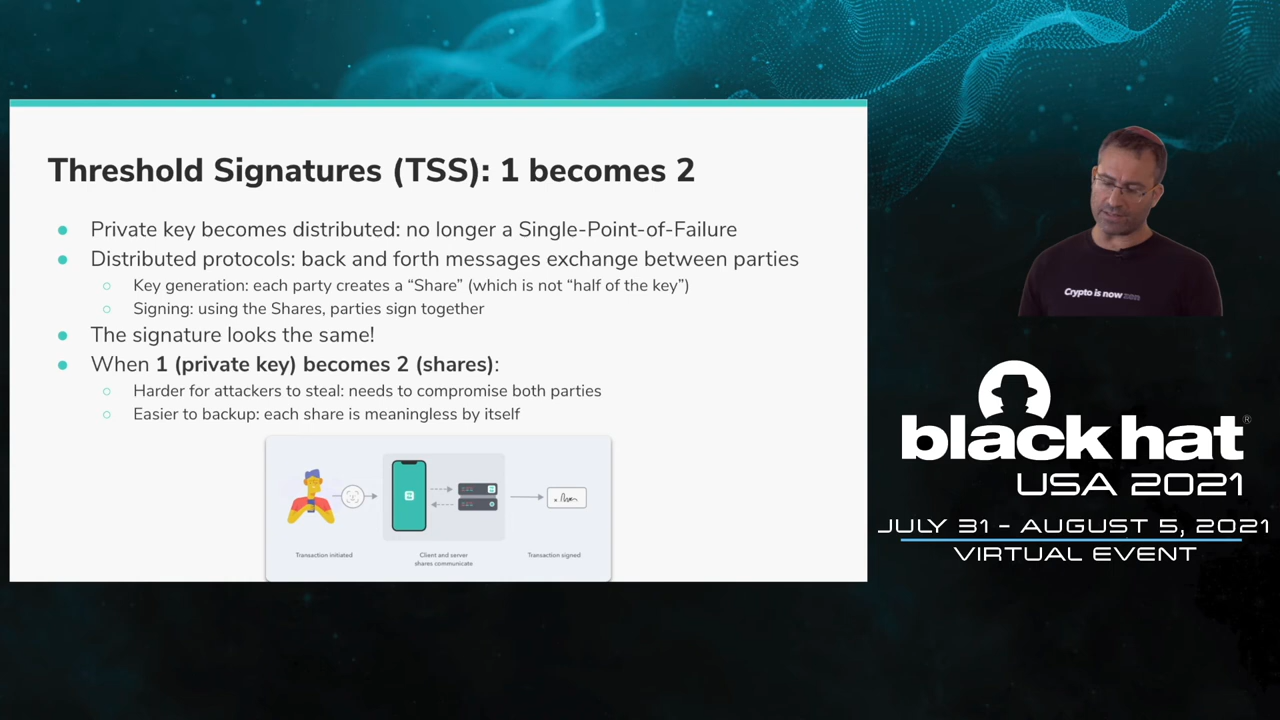 Threshold Signatures (TSS): 1 becomes 2
Private key becomes distributed: no longer a Single-Point-of-Failure
Distributed protocols: back and forth messages exchange between parties
Key generation: each party creates a “Share” (which is not “half of the key”)
Signing: using the Shares, parties sign together
The signature looks the same!
When 1 (private key) becomes 2 (shares):
Harder for attackers to steal: needs to compromise both parties
Easier to backup: each share is meaningless by itself
Transaction initiated
Client and server
shares communicate
Transaction signed
Crypto is now
black hat®
USA 2021
JULY 31 - AUGUST 5, 2021
VIRTUAL EVENT